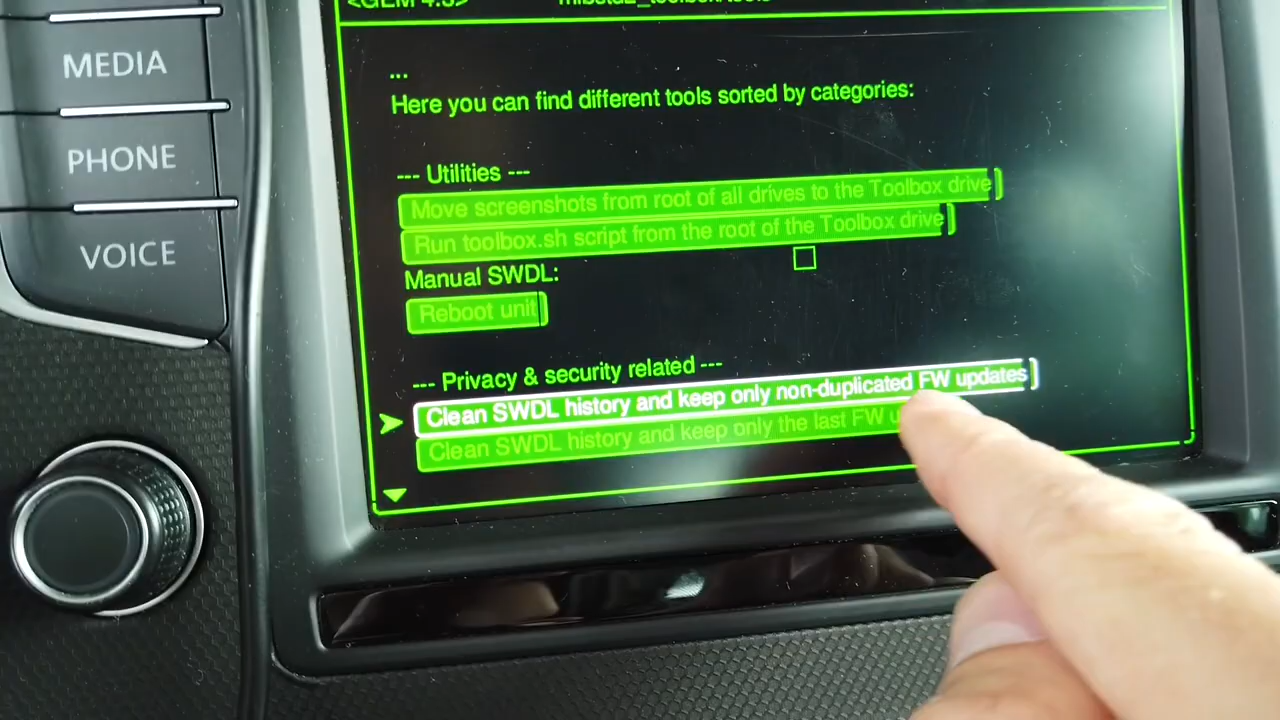 MEDIA
PHONE
VOICE
<GEM 4.3>
...
Here you can find different tools sorted by categories:
--- Utilities ---
Move screenshots from root of all drives to the Toolbox drive
Run toolbox.sh script from the root of the Toolbox drive
Manual SWDL:
Reboot unit
--- Privacy & security related ---
Clean SWDL history and keep only non-duplicated FW updates
Clean SWDL history and keep only the last FW